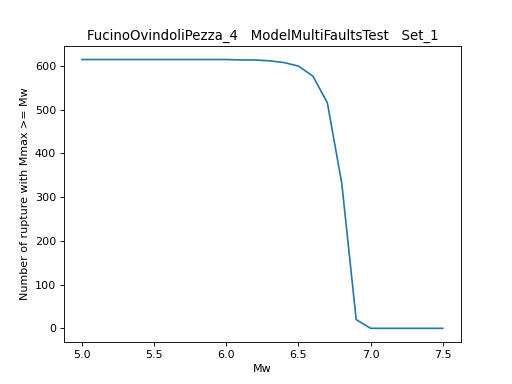 FucinoOvindoliPezza_4   ModelMultiFaultsTest   Set_1
Number of rupture with Mmax >= Mw
600
500
400
300
200
100
0
5.0 5.5 6.0 6.5 7.0 7.5
Mw